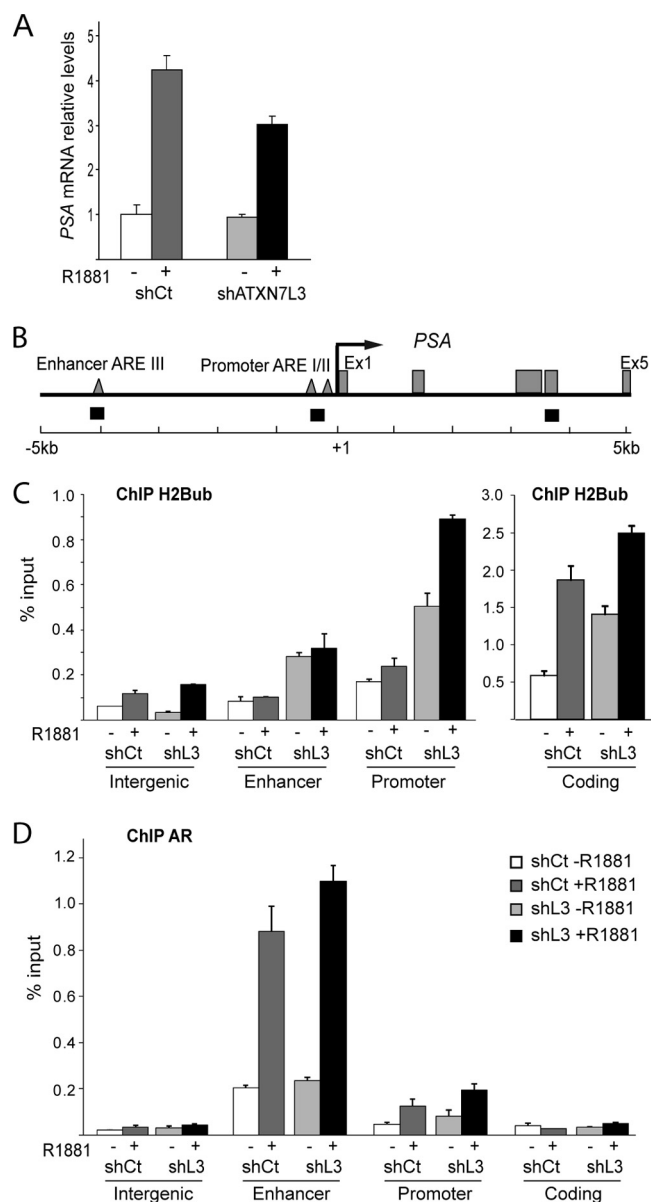 A
PSA mRNA relative levels
5
4
3
2
1
R1881 - + - +
shCt shATXN7L3
B
Enhancer ARE III Promoter ARE I/II Ex1 PSA Ex5
-5kb +1 5kb
C
ChIP H2Bub
% input
1.0
0.8
0.6
0.4
0.2
R1881 - + - + - + - + - + - +
shCt shL3 shCt shL3 shCt shL3
Intergenic Enhancer Promoter
ChIP H2Bub
3.0
2.5
2.0
1.5
1.0
0.5
- + - +
shCt shL3
Coding
D
ChIP AR
% input
1.2
1.0
0.8
0.6
0.4
0.2
shCt -R1881
shCt +R1881
shL3 -R1881
shL3 +R1881
R1881 - + - + - + - + - + - + - + - +
shCt shL3 shCt shL3 shCt shL3 shCt shL3
Intergenic Enhancer Promoter Coding